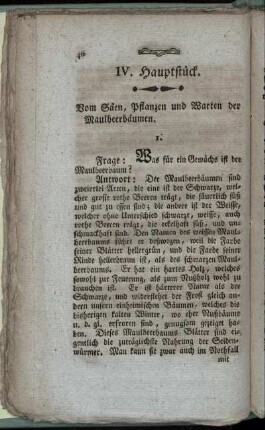 46
IV. Hauptstück.
Vom Säen, Pflanzen und Warten der
Maulbeerbäumen.
1.
Frage: Was für ein Gewächs ist der
Maulbeerbaum?
Antwort: Der Maulbeerbäumen sind
zweierlei Arten, die eine ist der Schwarze, wel-
cher grosse rothe Beeren trägt, die säuerlich süß
und gut zu essen sind; die andere ist der Weisse,
welcher ohne Unterschied schwarz, weisse, auch
rothe Beeren trägt, die eckelhaft süß, und un-
schmackhaft sind. Den Namen des weissen Maul-
beerbaums führt er deswegen, weil die Farbe
seiner Blätter hellergrün, und die Farbe seiner
Rinde hellerbraun ist, als des schwarzen Maul-
beerbaums. Er hat ein hartes Holz, welches
sowohl zur Feuerung, als zum Nutzholz wohl zu
brauchen ist. Er ist härterer Natur als der
Schwarze, und widerstehet der Frost gleich an-
dern unsern einheimischen Bäumen, welches die
bisherigen kalten Winter, wo eher Nußbäume
u. d. gl. erfroren sind, genugsam gezeiget ha-
ben. Dieses Maulbeerbaums Blätter sind ei-
gentlich die zuträglichste Nahrung der Seiden-
würmer. Man kann sie zwar auch im Nothfall
mit